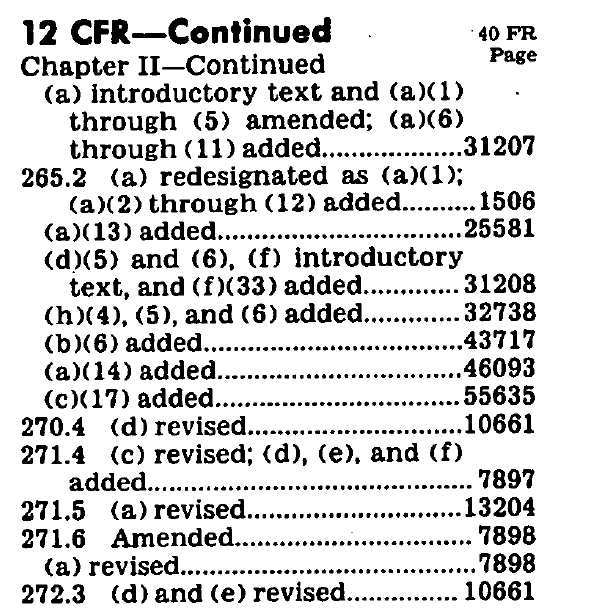 12 CFR—Continued
40 FR
Page
Chapter II—Continued
(a) introductory text and (a)(1)
through (5) amended; (a)(6)
through (11) added..................31207
265.2 (a) redesignated as (a)(1);
(a)(2) through (12) added.........1506
(a)(13) added...............................25581
(d)(5) and (6), (f) introductory
text, and (f)(33) added............31208
(h)(4), (5), and (6) added............32738
(b)(6) added.................................43717
(a)(14) added...............................46093
(c)(17) added...............................55635
270.4 (d) revised...........................10661
271.4 (c) revised; (d), (e), and (f)
added.........................................7897
271.5 (a) revised...........................13204
271.6 Amended..............................7898
(a) revised.....................................7898
272.3 (d) and (e) revised..............10661